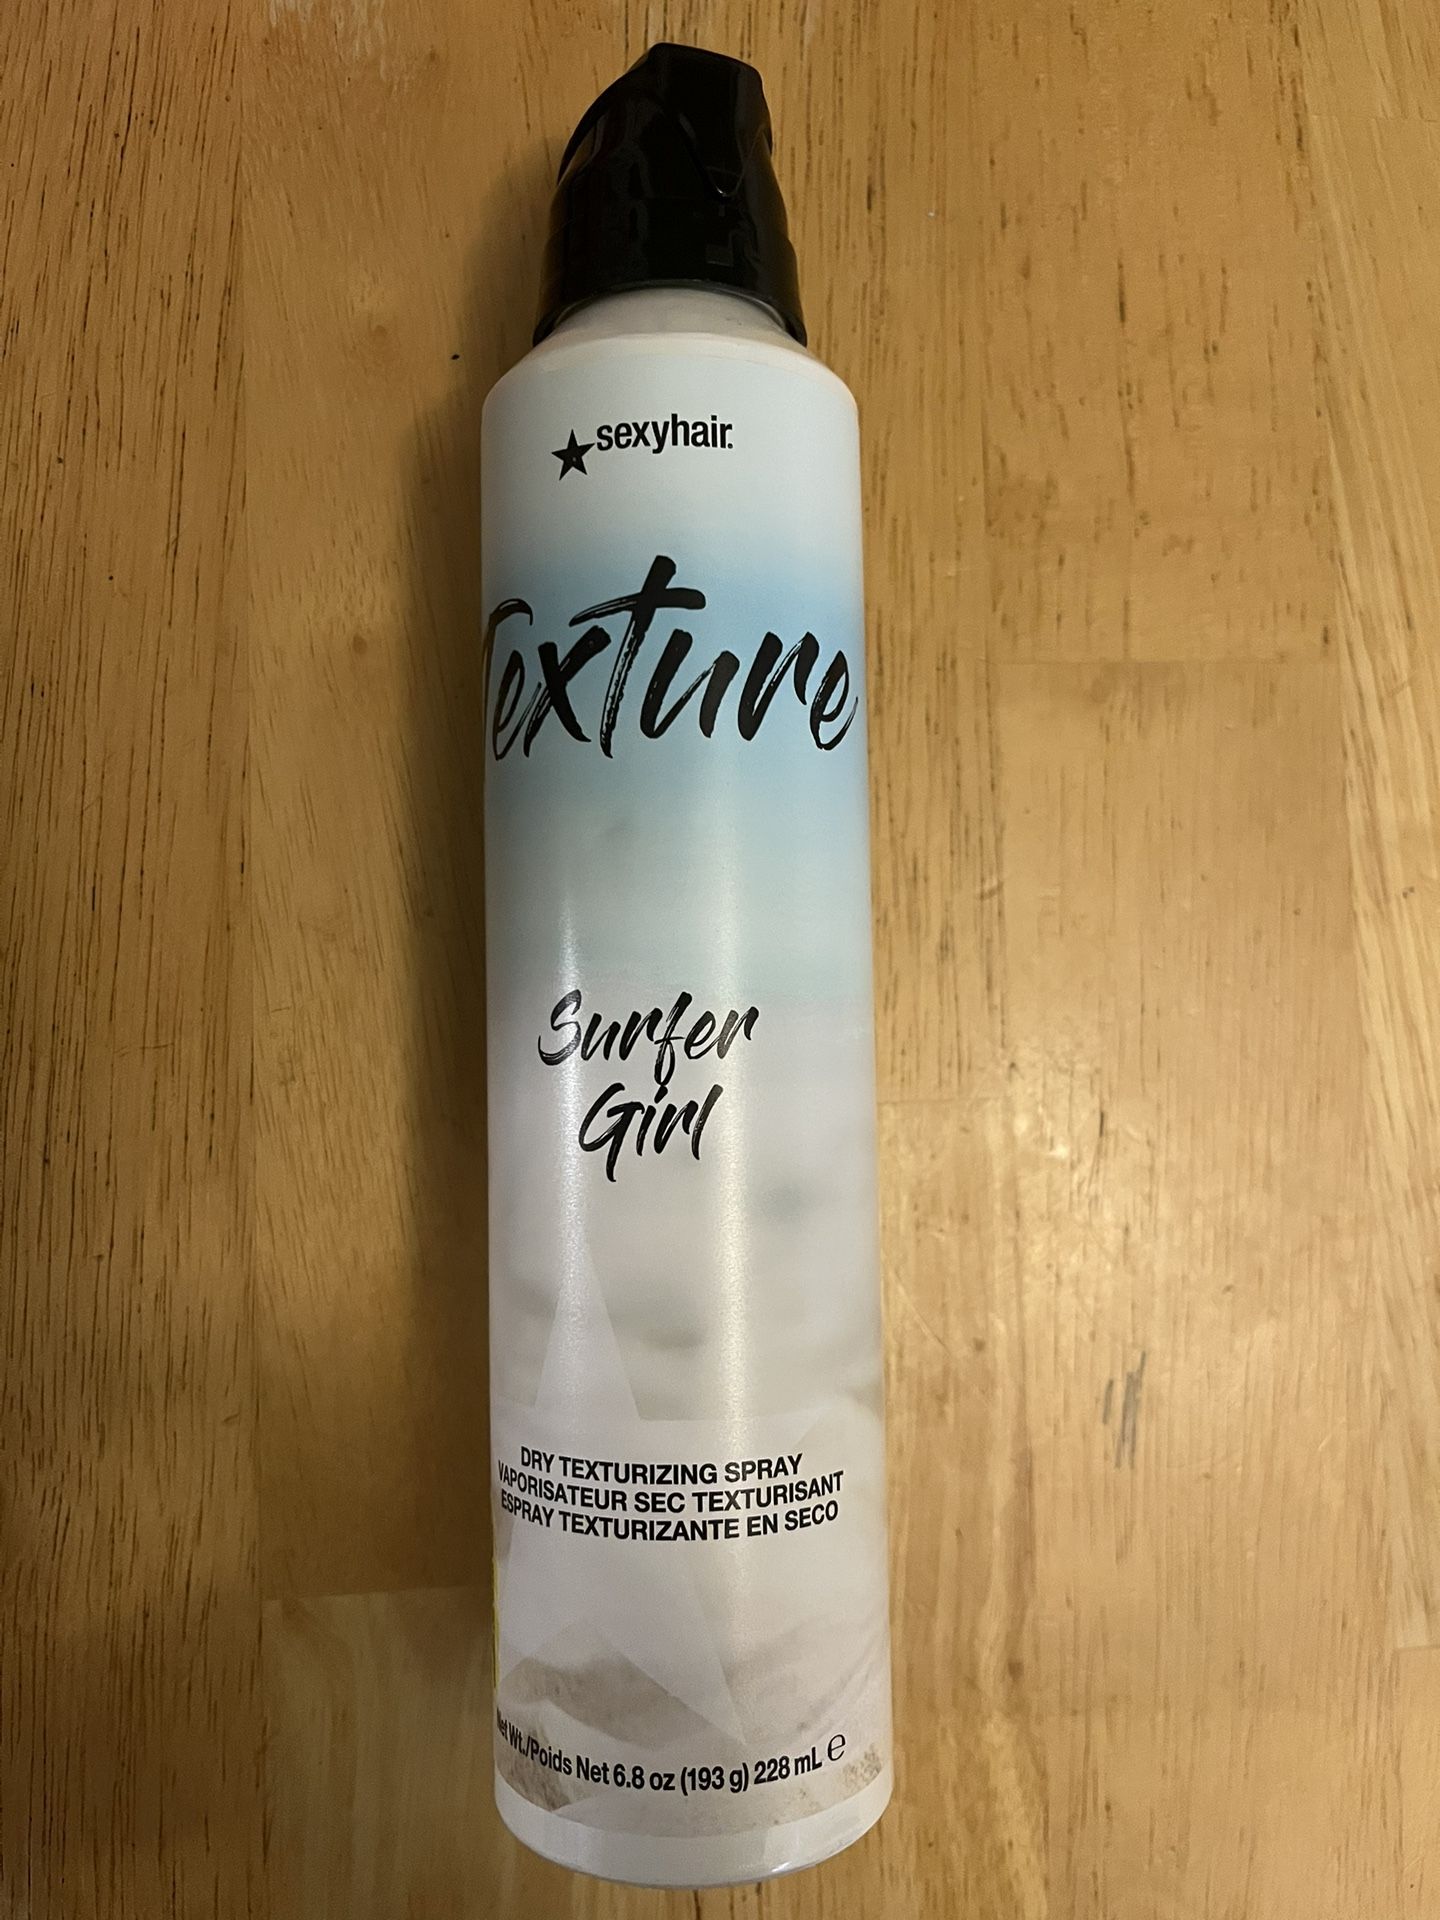 sexyhair.
Texture
Surfer
Girl
DRY TEXTURIZING SPRAY
VAPORISATEUR SEC TEXTURISANT
ESPRAY TEXTURIZANTE EN SECO
Net Wt./Poids Net 6.8 oz (193 g) 228 mL ℮